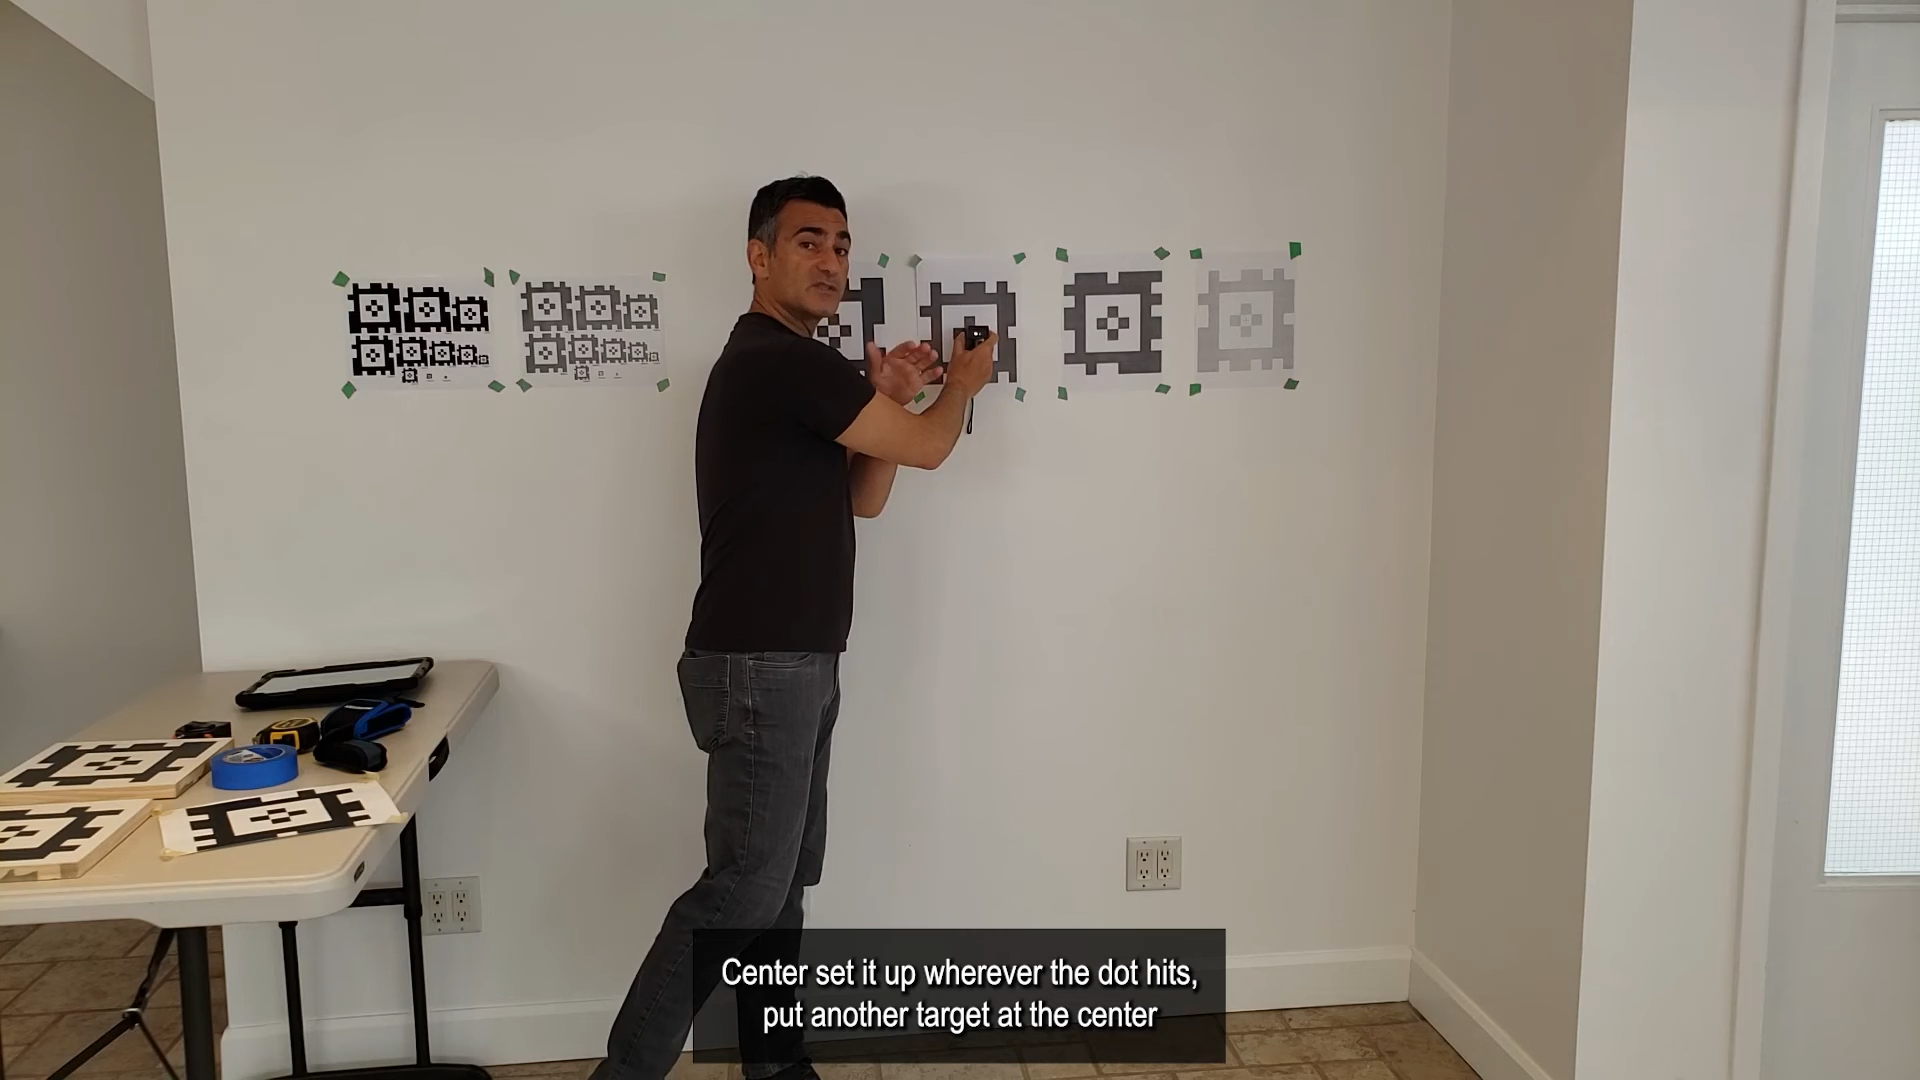 Center set it up wherever the dot hits,
put another target at the center